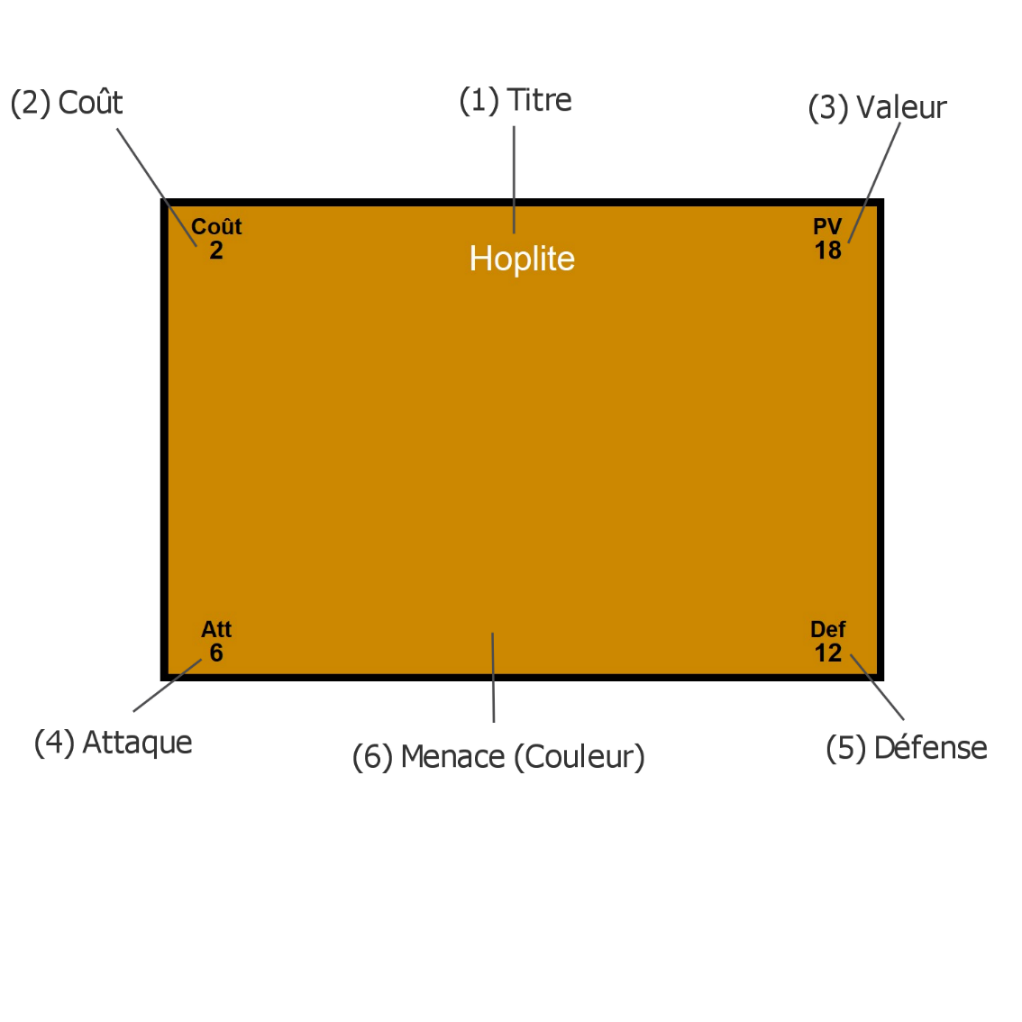 (2) Coût
(1) Titre
(3) Valeur
Coût
2
Hoplite
PV
18
Att
6
Def
12
(4) Attaque
(6) Menace (Couleur)
(5) Défense